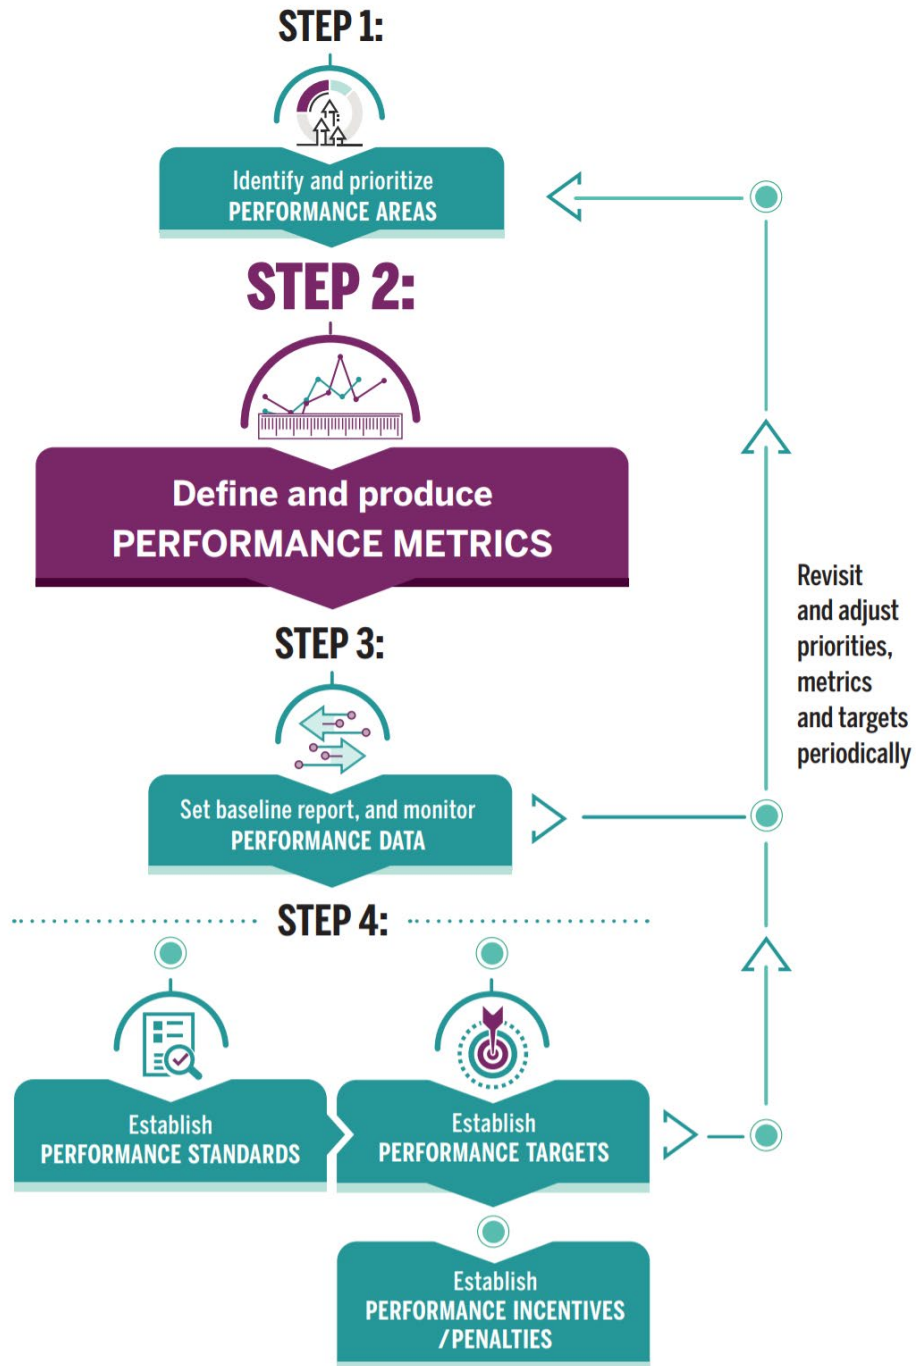 STEP 1:
Identify and prioritize
PERFORMANCE AREAS
STEP 2:
Define and produce
PERFORMANCE METRICS
STEP 3:
Set baseline report, and monitor
PERFORMANCE DATA
Revisit
and adjust
priorities,
metrics
and targets
periodically
STEP 4:
Establish
PERFORMANCE STANDARDS
Establish
PERFORMANCE TARGETS
Establish
PERFORMANCE INCENTIVES
/PENALTIES